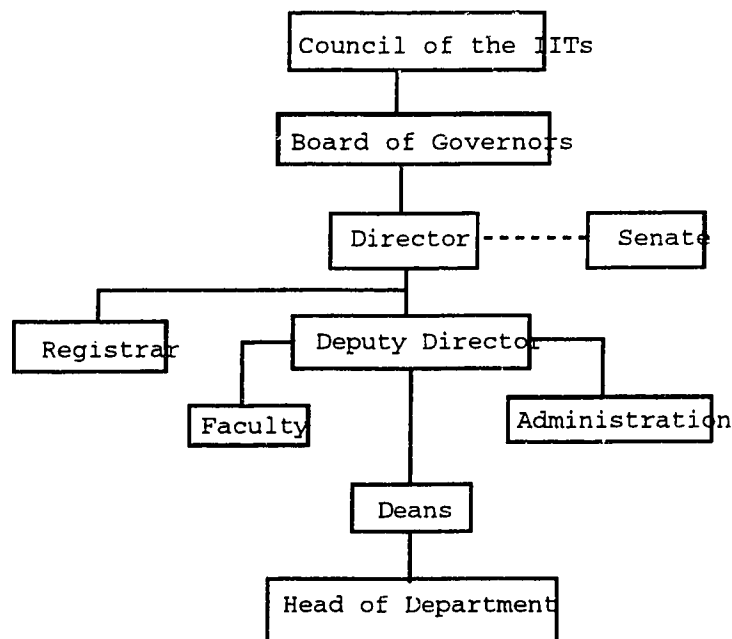 Council of the IITs
Board of Governors
Director
Senate
Registrar
Deputy Director
Faculty
Administration
Deans
Head of Department